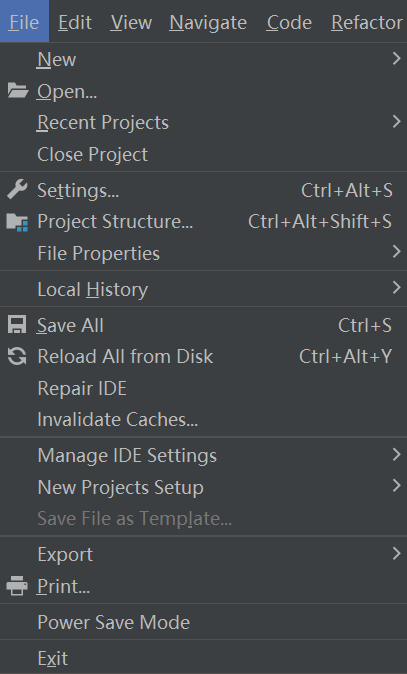 File Edit View Navigate Code Refactor
New
Open...
Recent Projects
Close Project
Settings... Ctrl+Alt+S
Project Structure... Ctrl+Alt+Shift+S
File Properties
Local History
Save All Ctrl+S
Reload All from Disk Ctrl+Alt+Y
Repair IDE
Invalidate Caches...
Manage IDE Settings
New Projects Setup
Save File as Template...
Export
Print...
Power Save Mode
Exit